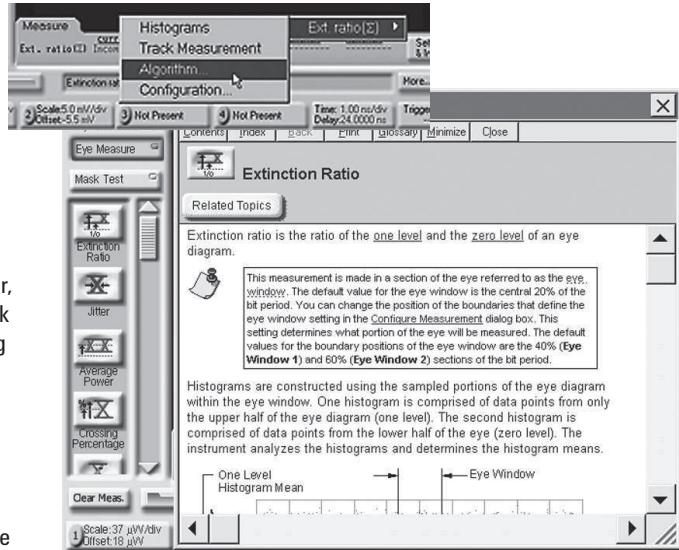 Measure
Histograms
Track Measurement
Algorithm...
Configuration...
Ext. ratio(Σ)
Ext. ratio(Σ)
Extinction
More...
2
Scale:5.0 mV/div
Offset:-5.5 mV
3) Not Present
4) Not Present
Time: 1.00 ns/div
Delay:24.0000 ns
Contents Index Back Print Glossary Minimize Close
Eye Measure
Mask Test
Extinction
Ratio
Jitter
Average
Power
Crossing
Percentage
Clear Meas.
1
Scale:37 µW/div
Offset:18 µW
Extinction Ratio
Related Topics
Extinction ratio is the ratio of the one level and the zero level of an eye
diagram.
This measurement is made in a section of the eye referred to as the eye
window. The default value for the eye window is the central 20% of the
bit period. You can change the position of the boundaries that define the
eye window setting in the Configure Measurement dialog box. This
setting determines what portion of the eye will be measured. The default
values for the boundary positions of the eye window are the 40% (Eye
Window 1) and 60% (Eye Window 2) sections of the bit period.
Histograms are constructed using the sampled portions of the eye diagram
within the eye window. One histogram is comprised of data points from only
the upper half of the eye diagram (one level). The second histogram is
comprised of data points from the lower half of the eye (zero level). The
instrument analyzes the histograms and determines the histogram means.
One Level
Histogram Mean
Eye Window